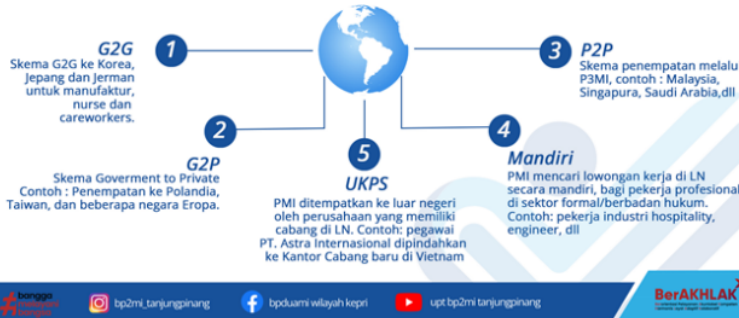 1
G2G
Skema G2G ke Korea,
Jepang dan Jerman
untuk manufaktur,
nurse dan
careworkers.
2
G2P
Skema Goverment to Private
Contoh : Penempatan ke Polandia,
Taiwan, dan beberapa negara Eropa.
3
P2P
Skema penempatan melalu
P3MI, contoh : Malaysia,
Singapura, Saudi Arabia,dll
4
Mandiri
PMI mencari lowongan kerja di LN
secara mandiri, bagi pekerja profesional
di sektor formal/berbadan hukum.
Contoh: pekerja industri hospitality,
engineer, dll
5
UKPS
PMI ditempatkan ke luar negeri
oleh perusahaan yang memiliki
cabang di LN. Contoh: pegawai
PT. Astra Internasional dipindahkan
ke Kantor Cabang baru di Vietnam
bangga
melayani
bangsa
bp2mi_tanjungpinang
bpduami wilayah kepri
upt bp2mi tanjungpinang
BerAKHLAK